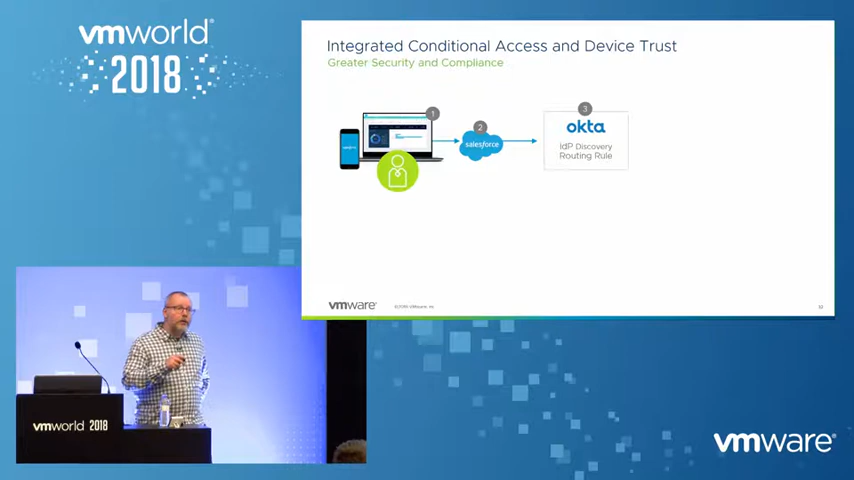 vmworld
2018
Integrated Conditional Access and Device Trust
Greater Security and Compliance
1
2
3
salesforce
okta
IdP Discovery
Routing Rule
vmware
vmworld 2018
vmware